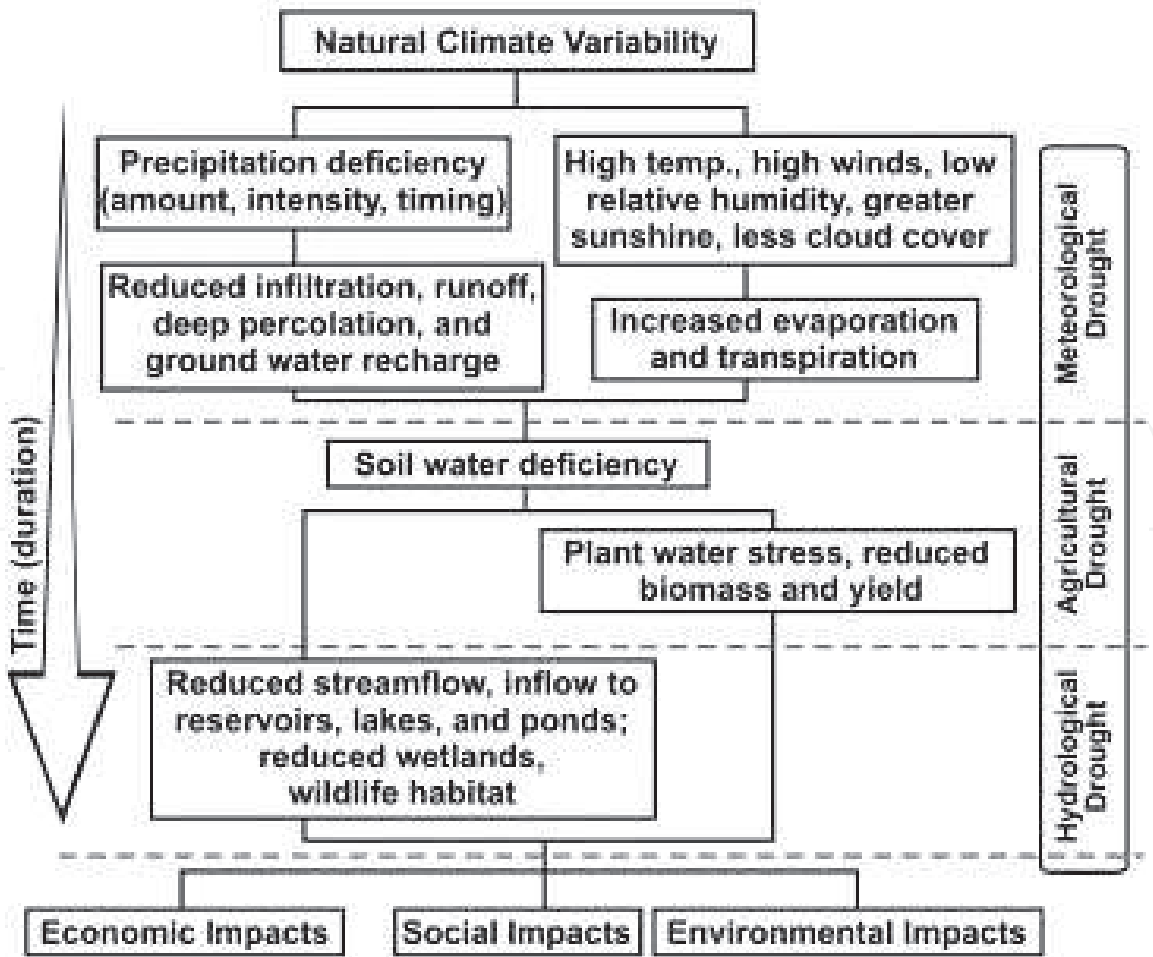 Natural Climate Variability
Precipitation deficiency
(amount, intensity, timing)
High temp., high winds, low
relative humidity, greater
sunshine, less cloud cover
Reduced infiltration, runoff,
deep percolation, and
ground water recharge
Increased evaporation
and transpiration
Meteorological
Drought
Soil water deficiency
Plant water stress, reduced
biomass and yield
Agricultural
Drought
Time (duration)
Reduced streamflow, inflow to
reservoirs, lakes, and ponds;
reduced wetlands,
wildlife habitat
Hydrological
Drought
Economic Impacts
Social Impacts
Environmental Impacts